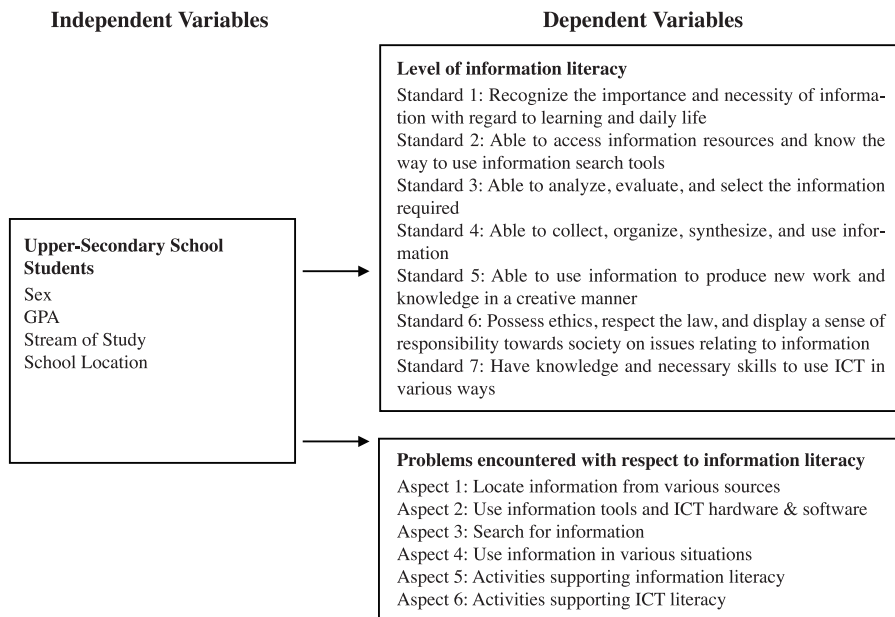 Independent Variables
Dependent Variables
Upper-Secondary School
Students
Sex
GPA
Stream of Study
School Location
Level of information literacy
Standard 1: Recognize the importance and necessity of informa-
tion with regard to learning and daily life
Standard 2: Able to access information resources and know the
way to use information search tools
Standard 3: Able to analyze, evaluate, and select the information
required
Standard 4: Able to collect, organize, synthesize, and use infor-
mation
Standard 5: Able to use information to produce new work and
knowledge in a creative manner
Standard 6: Possess ethics, respect the law, and display a sense of
responsibility towards society on issues relating to information
Standard 7: Have knowledge and necessary skills to use ICT in
various ways
Problems encountered with respect to information literacy
Aspect 1: Locate information from various sources
Aspect 2: Use information tools and ICT hardware & software
Aspect 3: Search for information
Aspect 4: Use information in various situations
Aspect 5: Activities supporting information literacy
Aspect 6: Activities supporting ICT literacy